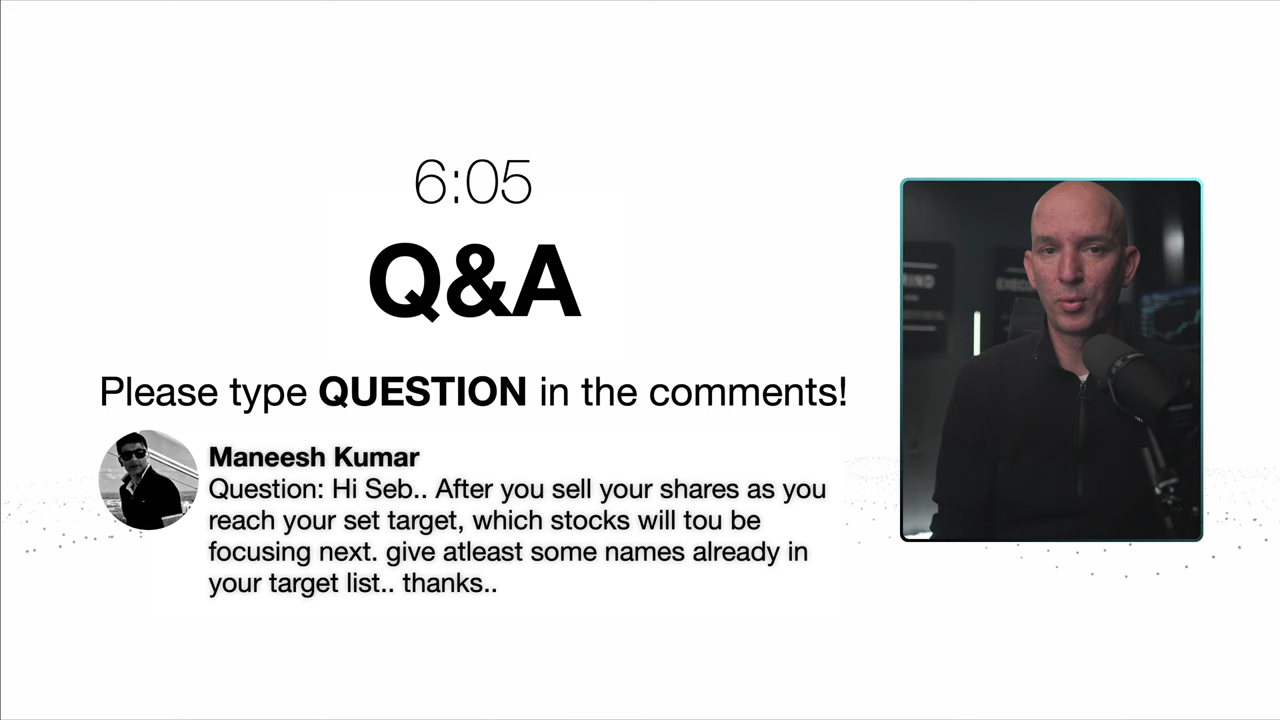 6:05
Q&A
Please type QUESTION in the comments!
Maneesh Kumar
Question: Hi Seb.. After you sell your shares as you
reach your set target, which stocks will tou be
focusing next. give atleast some names already in
your target list.. thanks..